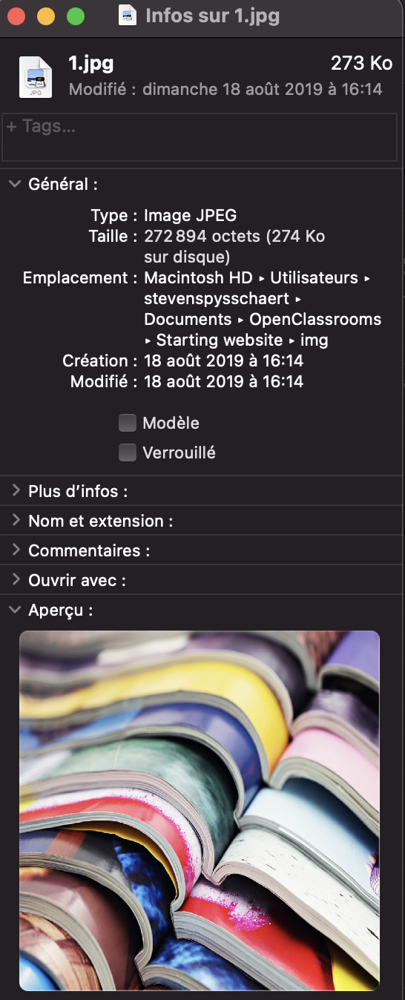 Infos sur 1.jpg
1.jpg 273 Ko
JPG
Modifié : dimanche 18 août 2019 à 16:14
+ Tags...
Général :
Type : Image JPEG
Taille : 272 894 octets (274 Ko
sur disque)
Emplacement : Macintosh HD ▸ Utilisateurs ▸
stevenspysschaert ▸
Documents ▸ OpenClassrooms
▸ Starting website ▸ img
Création : 18 août 2019 à 16:14
Modifié : 18 août 2019 à 16:14
Modèle
Verrouillé
Plus d’infos :
Nom et extension :
Commentaires :
Ouvrir avec :
Aperçu :